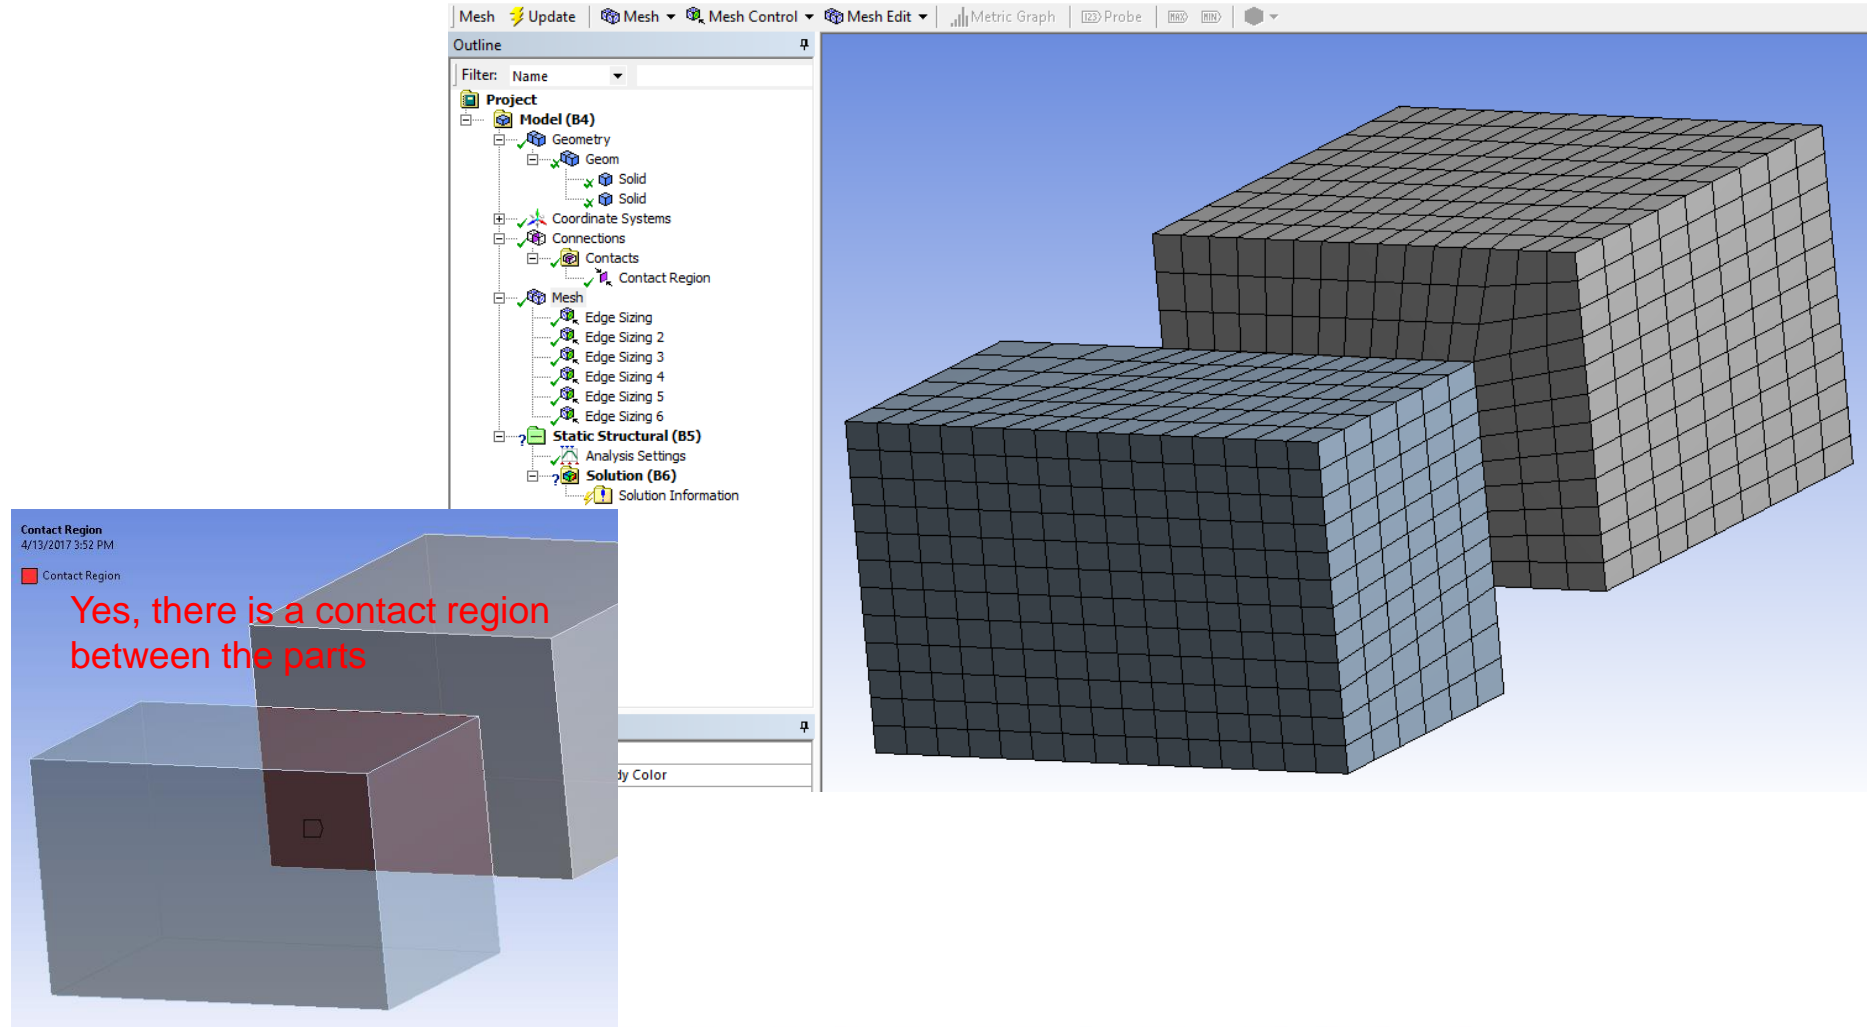 Mesh Update Mesh Mesh Control Mesh Edit Metric Graph Probe MAX MIN
Outline
Filter: Name
Project
Model (B4)
Geometry
Geom
Solid
Solid
Coordinate Systems
Connections
Contacts
Contact Region
Mesh
Edge Sizing
Edge Sizing 2
Edge Sizing 3
Edge Sizing 4
Edge Sizing 5
Edge Sizing 6
Static Structural (B5)
Analysis Settings
Solution (B6)
Solution Information
Contact Region
4/13/2017 3:52 PM
Contact Region
Yes, there is a contact region
between the parts
dy Color